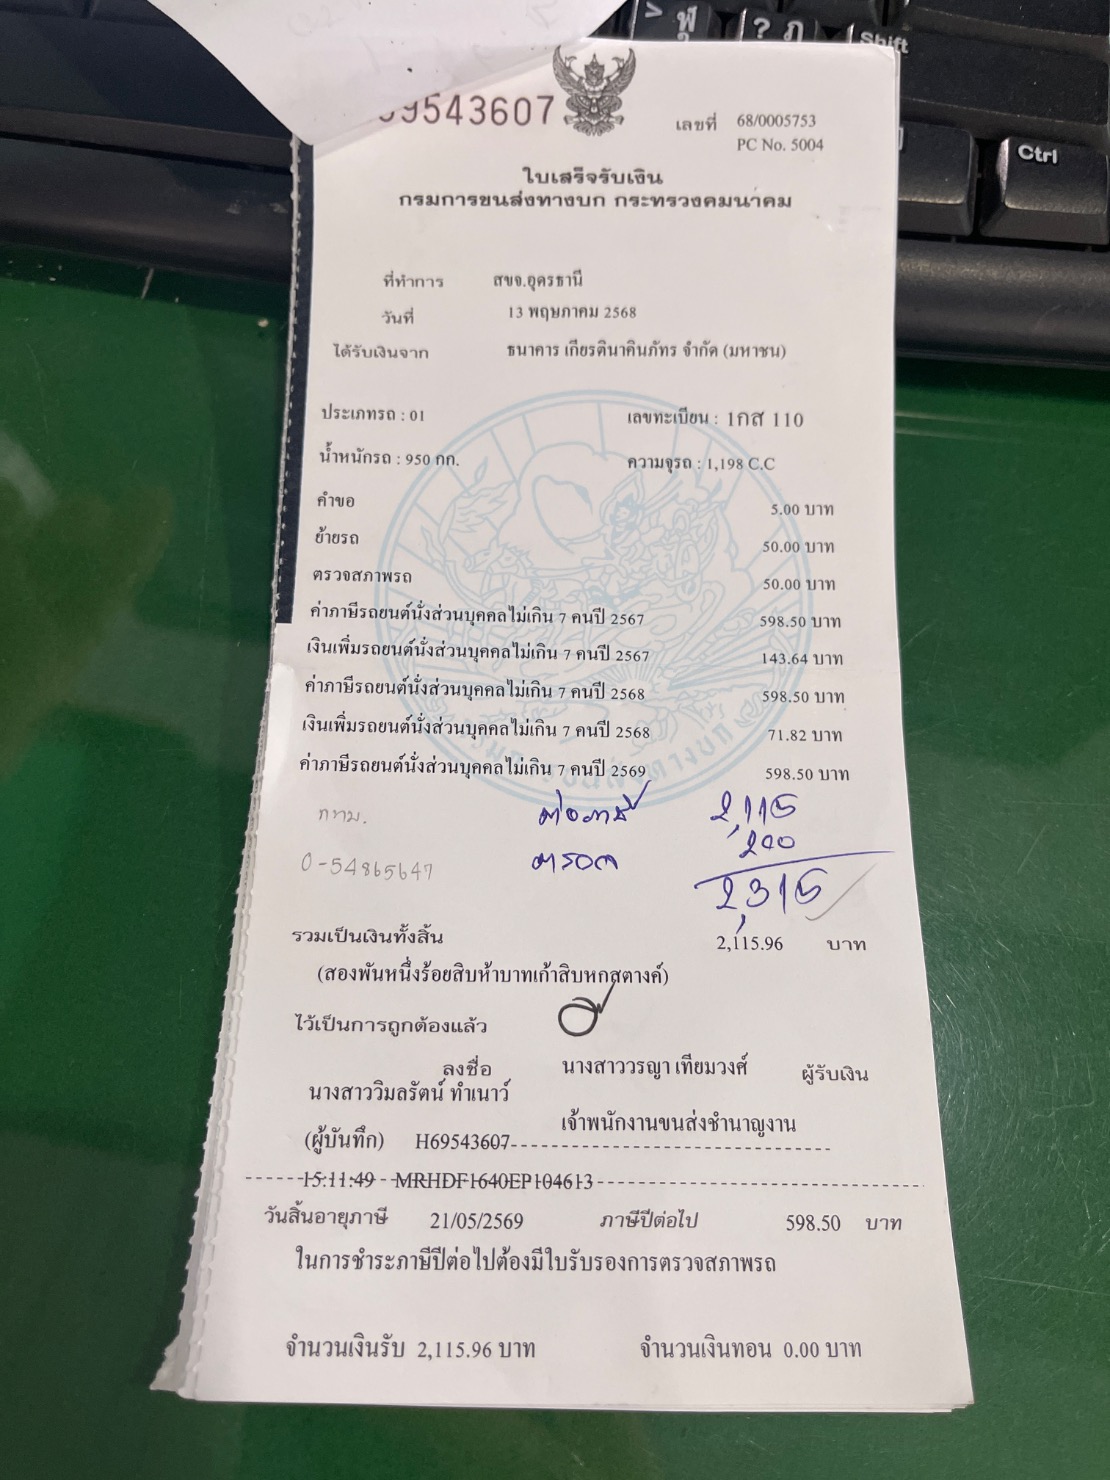 9543607
เลขที่ 68/0005753
PC No. 5004
ใบเสร็จรับเงิน
กรมการขนส่งทางบก กระทรวงคมนาคม
ที่ทำการ สขจ.อุดรธานี
วันที่ 13 พฤษภาคม 2568
ได้รับเงินจาก ธนาคาร เกียรตินาคินภัทร จำกัด (มหาชน)
ประเภทรถ : 01 เลขทะเบียน : 1กส 110
น้ำหนักรถ : 950 กก. ความจุรถ : 1,198 C.C
คำขอ 5.00 บาท
ย้ายรถ 50.00 บาท
ตรวจสภาพรถ 50.00 บาท
ค่าภาษีรถยนต์นั่งส่วนบุคคลไม่เกิน 7 คนปี 2567 598.50 บาท
เงินเพิ่มรถยนต์นั่งส่วนบุคคลไม่เกิน 7 คนปี 2567 143.64 บาท
ค่าภาษีรถยนต์นั่งส่วนบุคคลไม่เกิน 7 คนปี 2568 598.50 บาท
เงินเพิ่มรถยนต์นั่งส่วนบุคคลไม่เกิน 7 คนปี 2568 71.82 บาท
ค่าภาษีรถยนต์นั่งส่วนบุคคลไม่เกิน 7 คนปี 2569 598.50 บาท
กทม. ต่อภาษี 2,115
0-54865647 ตรอ 200
2,315
รวมเป็นเงินทั้งสิ้น 2,115.96 บาท
(สองพันหนึ่งร้อยสิบห้าบาทเก้าสิบหกสตางค์)
ไว้เป็นการถูกต้องแล้ว
ลงชื่อ นางสาววรญา เทียมวงศ์ ผู้รับเงิน
นางสาววิมลรัตน์ ทำเนาว์
เจ้าพนักงานขนส่งชำนาญงาน
(ผู้บันทึก) H69543607
15:11:49 MRHDF1640EP104613
วันสิ้นอายุภาษี 21/05/2569 ภาษีปีต่อไป 598.50 บาท
ในการชำระภาษีปีต่อไปต้องมีใบรับรองการตรวจสภาพรถ
จำนวนเงินรับ 2,115.96 บาท จำนวนเงินทอน 0.00 บาท
Shift
Ctrl